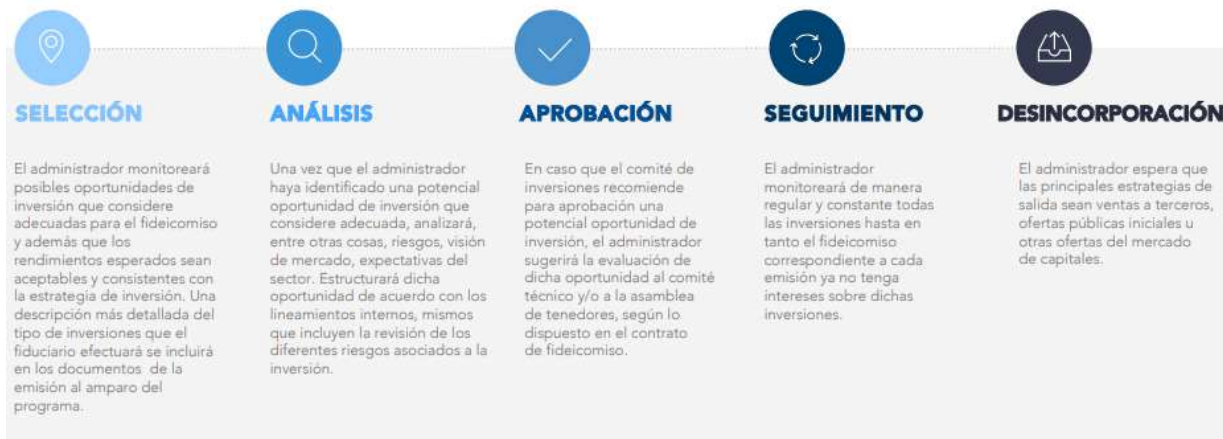 SELECCIÓN
El administrador monitoreará
posibles oportunidades de
inversión que considere
adecuadas para el fideicomiso
y además que los
rendimientos esperados sean
aceptables y consistentes con
la estrategia de inversión. Una
descripción más detallada del
tipo de inversiones que el
fiduciario efectuará se incluirá
en los documentos de la
emisión al amparo del
programa.
ANÁLISIS
Una vez que el administrador
haya identificado una potencial
oportunidad de inversión que
considere adecuada, analizará,
entre otras cosas, riesgos, visión
de mercado, expectativas del
sector. Estructurará dicha
oportunidad de acuerdo con los
lineamientos internos, mismos
que incluyen la revisión de los
diferentes riesgos asociados a la
inversión.
APROBACIÓN
En caso que el comité de
inversiones recomiende
para aprobación una
potencial oportunidad de
inversión, el administrador
sugerirá la evaluación de
dicha oportunidad al comité
técnico y/o a la asamblea
de tenedores, según lo
dispuesto en el contrato
de fideicomiso.
SEGUIMIENTO
El administrador
monitoreará de manera
regular y constante todas
las inversiones hasta en
tanto el fideicomiso
correspondiente a cada
emisión ya no tenga
intereses sobre dichas
inversiones.
DESINCORPORACIÓN
El administrador espera que
las principales estrategias de
salida sean ventas a terceros,
ofertas públicas iniciales u
otras ofertas del mercado
de capitales.